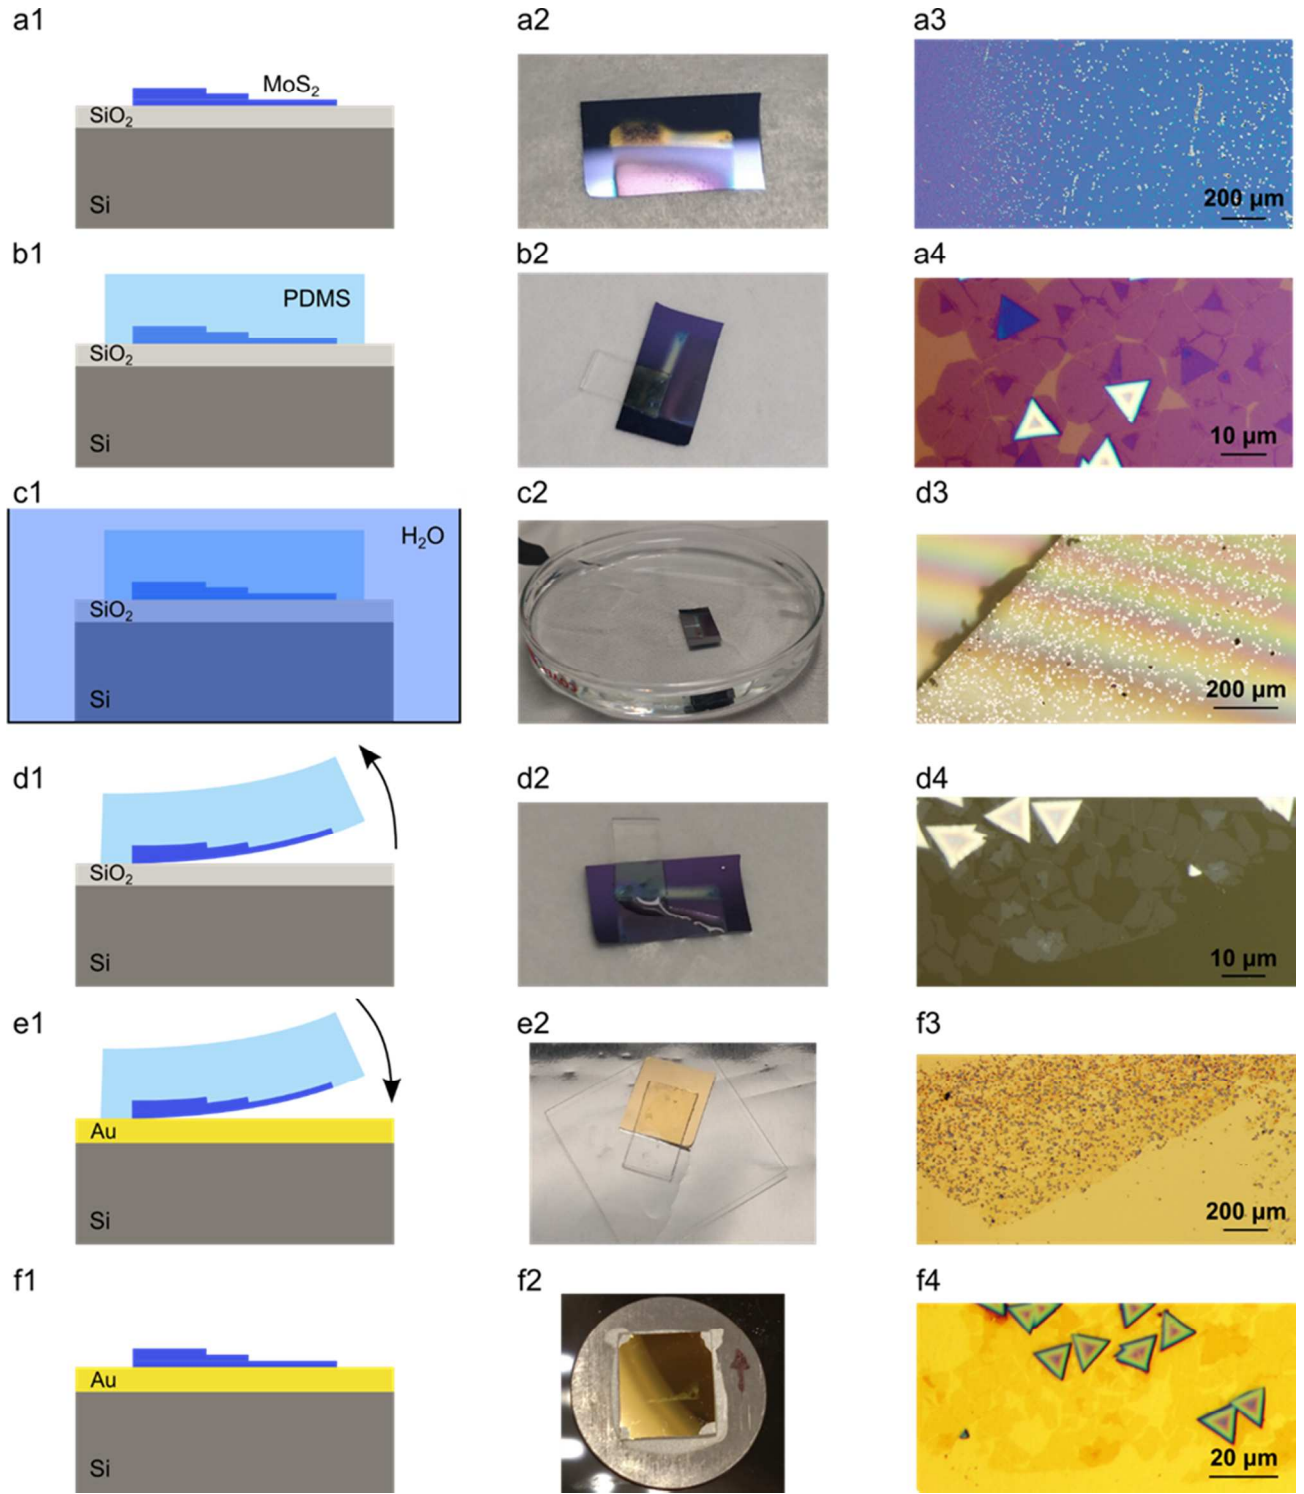 a1
a2
a3
MoS₂
SiO₂
Si
200 µm
b1
b2
a4
PDMS
SiO₂
Si
10 µm
c1
c2
d3
H₂O
SiO₂
Si
200 µm
d1
d2
d4
SiO₂
Si
10 µm
e1
e2
f3
Au
Si
200 µm
f1
f2
f4
Au
Si
20 µm